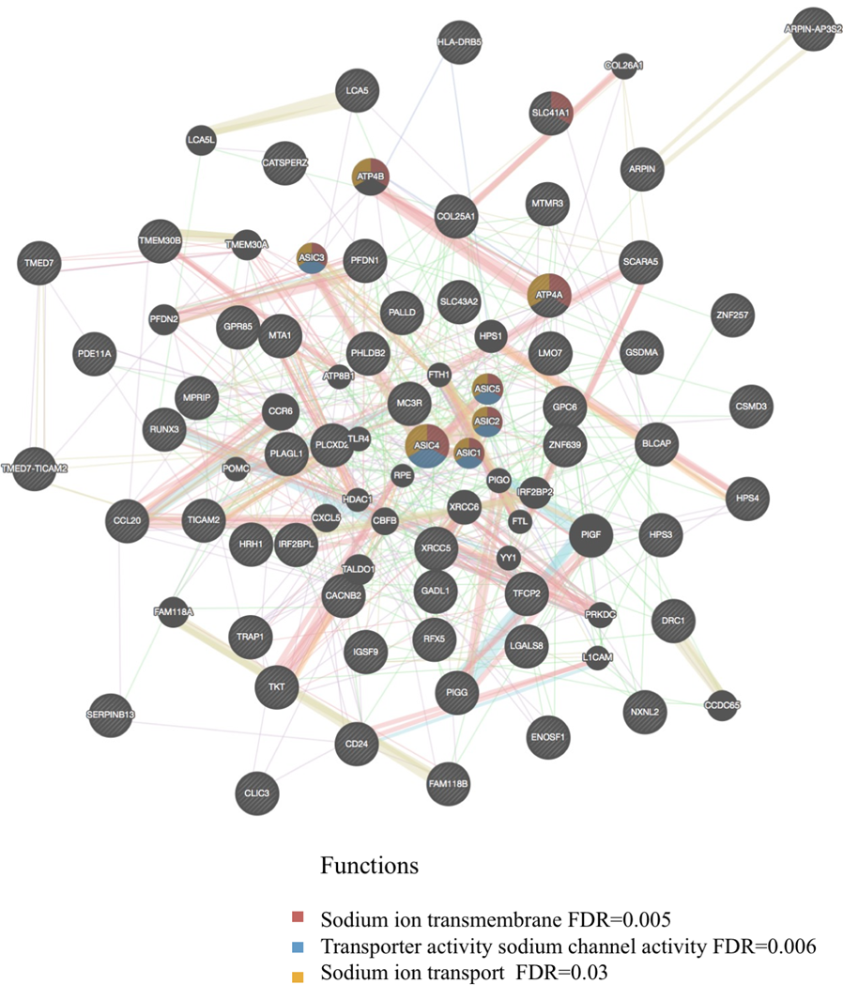 ARPIN-AP3S2
HLA-DRB5
COL26A1
LCA5
SLC41A1
LCA5L
CATSPERZ
ARPIN
ATP4B
MTMR3
COL25A1
TMEM30B
TMEM30A
ASIC3
PFDN1
TMED7
SCARA5
ATP4A
SLC43A2
PALLD
ZNF257
PFDN2
GPR85
MTA1
HPS1
PDE11A
PHLDB2
LMO7
GSDMA
ATP8B1
FTH1
ASIC5
MPRIP
MC3R
GPC6
CSMD3
CCR6
ASIC2
RUNX3
PLCXD2
TLR4
ASIC4
ZNF639
BLCAP
PLAGL1
ASIC1
TMED7-TICAM2
POMC
RPE
PIGO
IRF2BP2
HPS4
HDAC1
XRCC6
CCL20
TICAM2
CXCL5
CBFB
FTL
PIGF
HPS3
HRH1
IRF2BPL
XRCC5
YY1
TALDO1
CACNB2
GADL1
TFCP2
FAM118A
PRKDC
DRC1
TRAP1
RFX5
LGALS8
IGSF9
L1CAM
TKT
PIGG
CCDC65
SERPINB13
NXNL2
CD24
ENOSF1
FAM118B
CLIC3
Functions
Sodium ion transmembrane FDR=0.005
Transporter activity sodium channel activity FDR=0.006
Sodium ion transport FDR=0.03